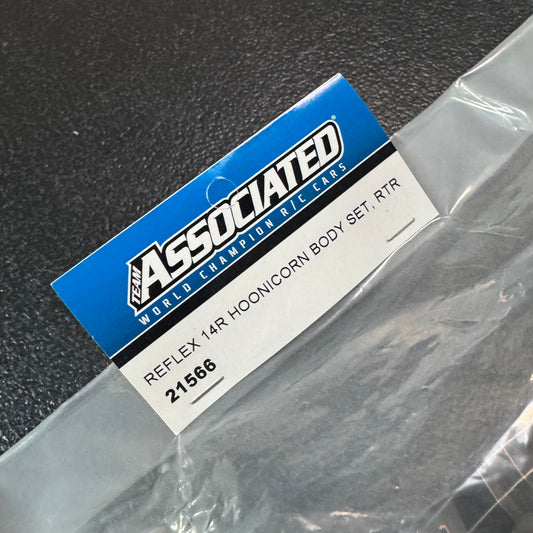 TEAM ASSOCIATED®
WORLD CHAMPION R/C CARS
REFLEX 14R HOONICORN BODY SET, RTR
21566